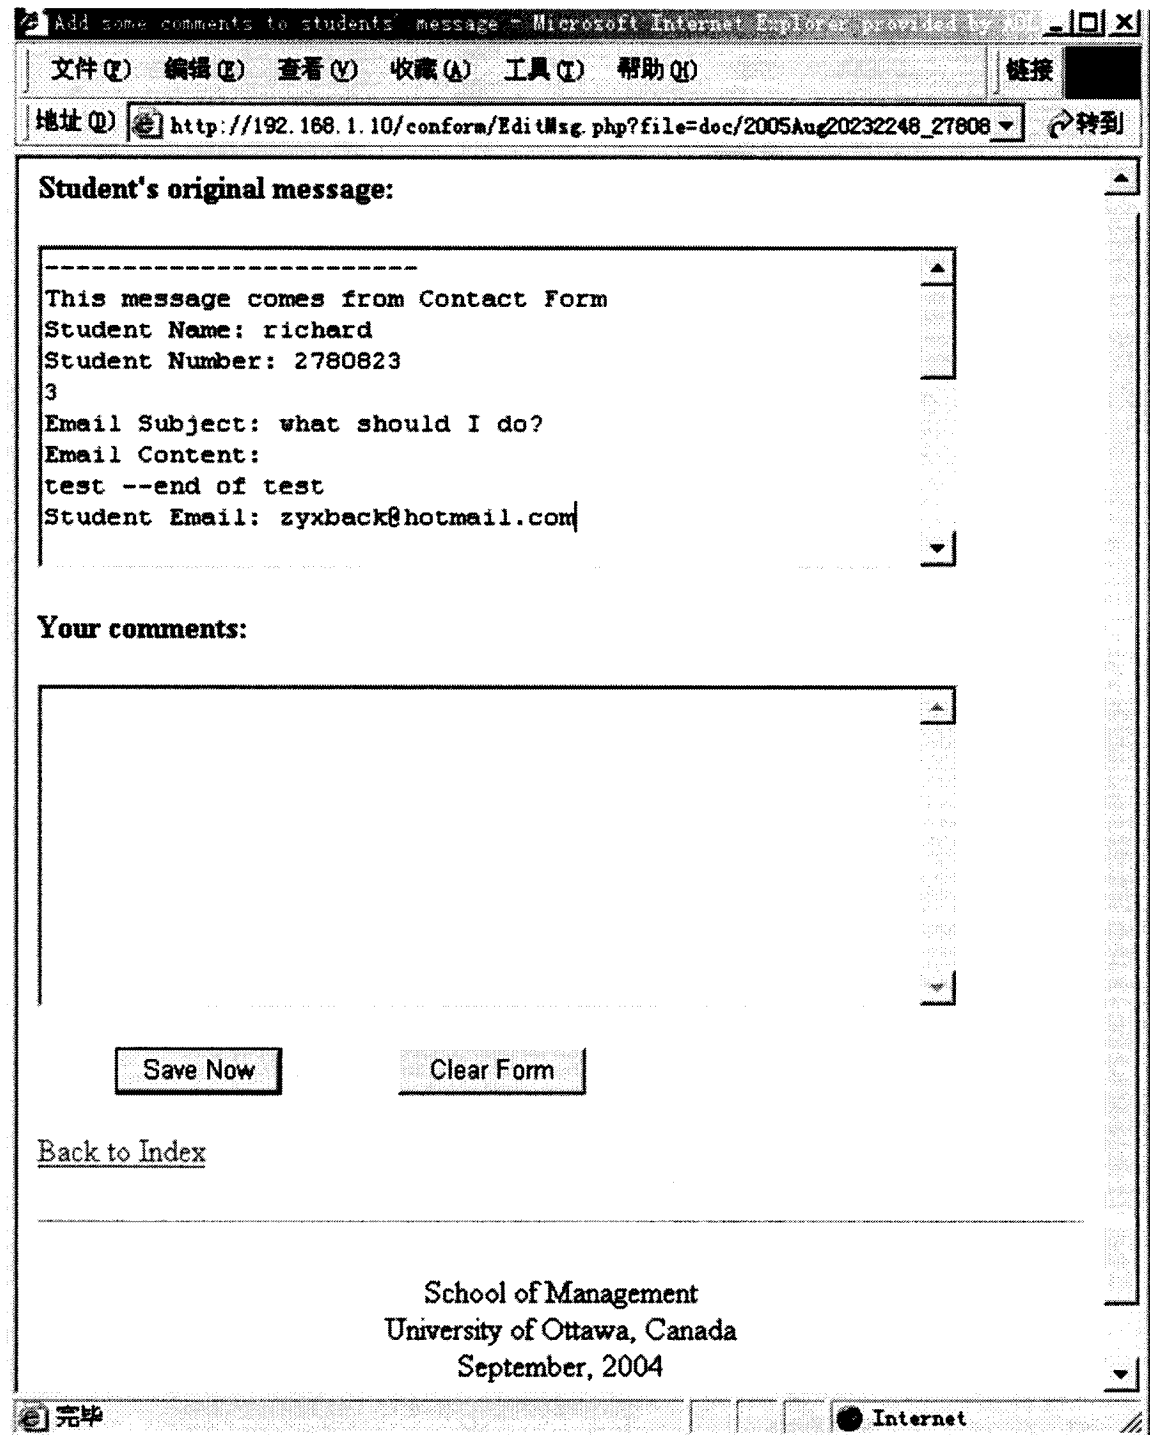 Add some comments to students' message - Microsoft Internet Explorer provided by
文件(F) 编辑(E) 查看(V) 收藏(A) 工具(T) 帮助(H) 链接
地址(D) http://192.168.1.10/conform/EditMsg.php?file=doc/2005Aug20232248_27808 转到
Student's original message:
------------------------
This message comes from Contact Form
Student Name: richard
Student Number: 2780823
3
Email Subject: what should I do?
Email Content:
test --end of test
Student Email: zyxback@hotmail.com
Your comments:
Save Now Clear Form
Back to Index
School of Management
University of Ottawa, Canada
September, 2004
完毕 Internet